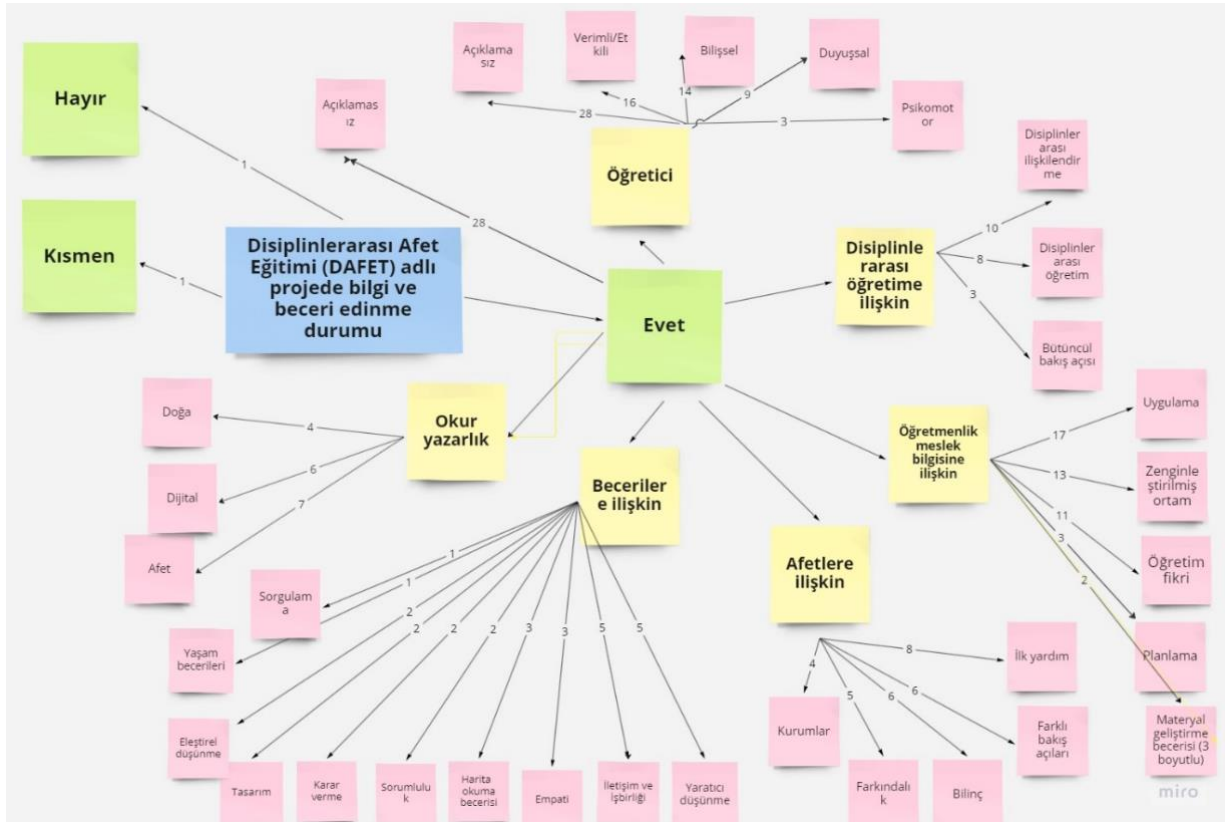 Hayır
Kısmen
Açıklamas
ız
Açıklama
sız
Verimli/Et
kili
Bilişsel
Duyuşsal
Psikomot
or
28
16
14
9
3
Öğretici
1
1
28
Disiplinlerarası Afet
Eğitimi (DAFET) adlı
projede bilgi ve
beceri edinme
durumu
Evet
Disiplinle
rarası
öğretime
ilişkin
10
8
3
Disiplinler
arası
ilişkilendir
me
Disiplinler
arası
öğretim
Bütüncül
bakış açısı
Okur
yazarlık
4
6
7
Doğa
Dijital
Afet
Beceriler
e ilişkin
1
1
2
2
2
2
3
3
5
5
Sorgulam
a
Yaşam
becerileri
Eleştirel
düşünme
Tasarım
Karar
verme
Sorumlulu
k
Harita
okuma
becerisi
Empati
İletişim ve
işbirliği
Yaratıcı
düşünme
Afetlere
ilişkin
4
5
6
6
8
Kurumlar
Farkındalı
k
Bilinç
Farklı
bakış
açıları
İlk yardım
Öğretmenlik
meslek
bilgisine
ilişkin
17
13
11
3
2
Uygulama
Zenginle
ştirilmiş
ortam
Öğretim
fikri
Planlama
Materyal
geliştirme
becerisi (3
boyutlu)
miro